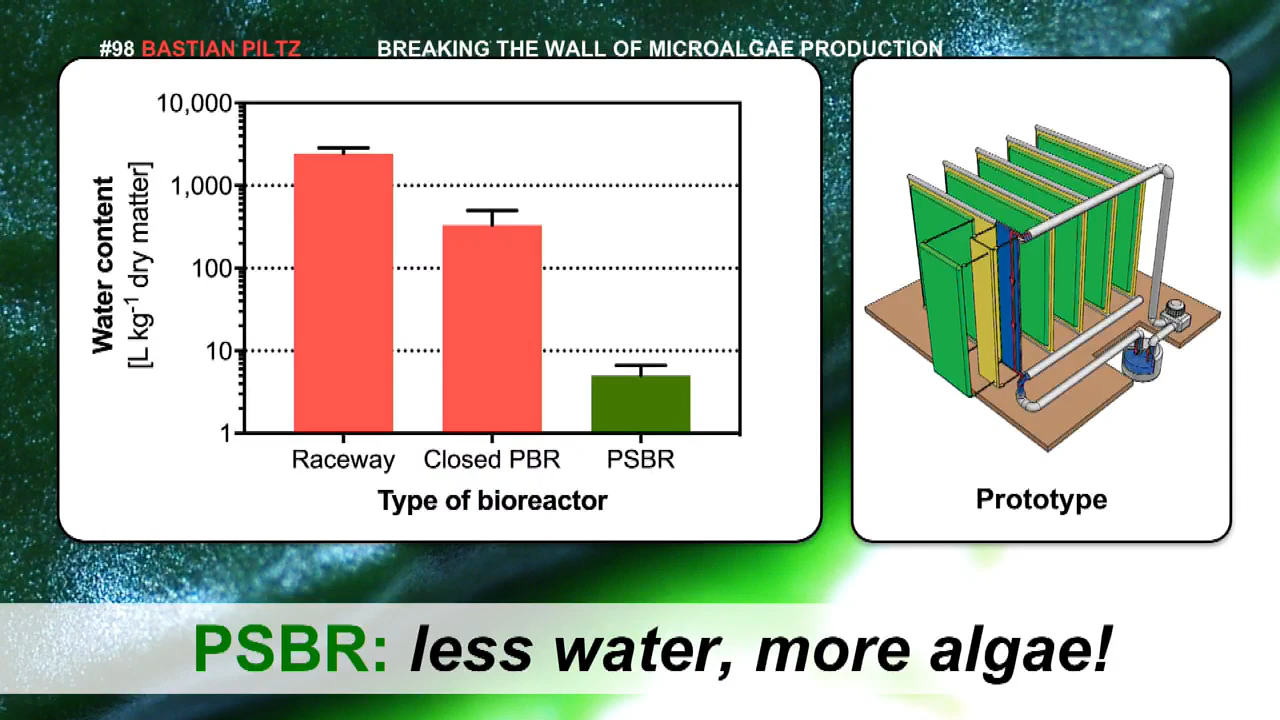 #98 BASTIAN PILTZ BREAKING THE WALL OF MICROALGAE PRODUCTION
Water content
[L kg⁻¹ dry matter]
10,000
1,000
100
10
1
Raceway Closed PBR PSBR
Type of bioreactor
Prototype
PSBR: less water, more algae!